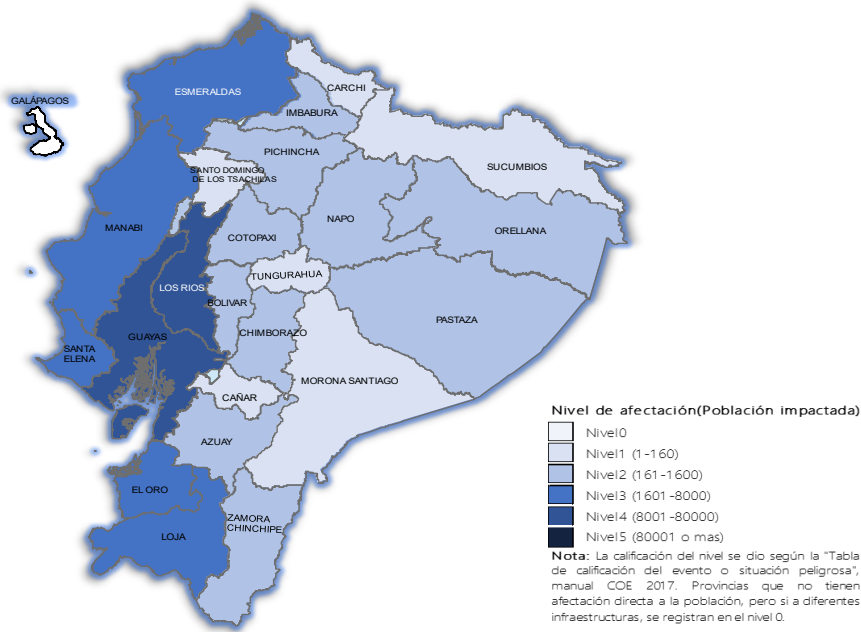 GALÁPAGOS
ESMERALDAS
CARCHI
IMBABURA
PICHINCHA
SUCUMBIOS
SANTO DOMINGO
DE LOS TSACHILAS
MANABI
NAPO
ORELLANA
COTOPAXI
TUNGURAHUA
LOS RIOS
BOLIVAR
PASTAZA
CHIMBORAZO
GUAYAS
SANTA
ELENA
MORONA SANTIAGO
CAÑAR
AZUAY
EL ORO
ZAMORA
CHINCHIPE
LOJA
Nivel de afectación(Población impactada)
Nivel0
Nivel1 (1-160)
Nivel2 (161-1600)
Nivel3 (1601-8000)
Nivel4 (8001-80000)
Nivel5 (80001 o mas)
Nota: La calificación del nivel se dio según la "Tabla
de calificación del evento o situación peligrosa",
manual COE 2017. Provincias que no tienen
afectación directa a la población, pero si a diferentes
infraestructuras, se registran en el nivel 0.